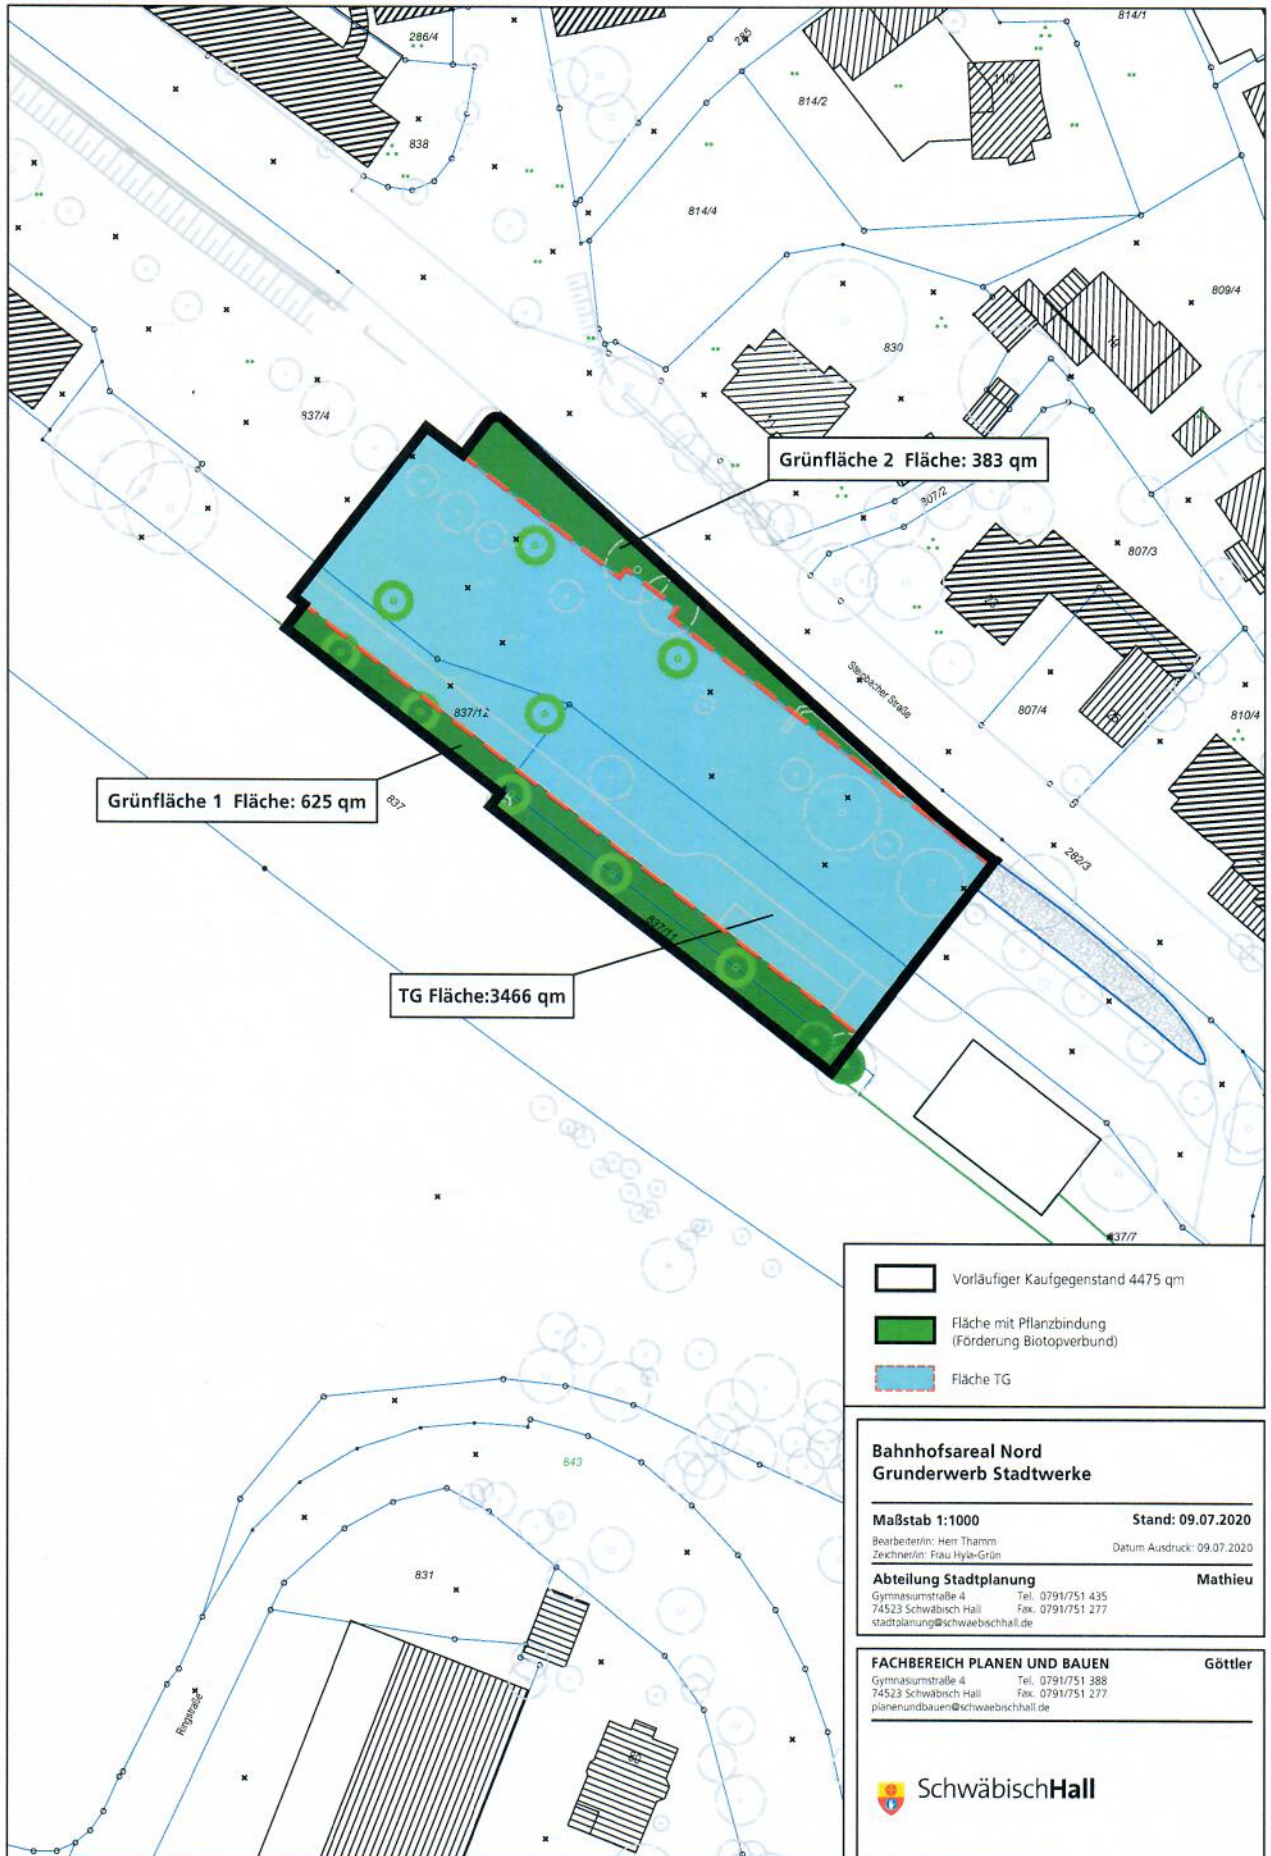 286/4
285
814/1
838
814/2
11/2
814/4
809/4
830
837/4
Grünfläche 2 Fläche: 383 qm
807/2
807/3
Steinbacher Straße
837/12
807/4
810/4
Grünfläche 1 Fläche: 625 qm
837
282/3
837/11
TG Fläche:3466 qm
837/7
Vorläufiger Kaufgegenstand 4475 qm
Fläche mit Pflanzbindung
(Förderung Biotopverbund)
Fläche TG
843
831
Ringstraße
Bahnhofsareal Nord
Grunderwerb Stadtwerke
Maßstab 1:1000 Stand: 09.07.2020
Bearbeiter/in: Herr Thamm
Zeichner/in: Frau Hyla-Grün
Datum Ausdruck: 09.07.2020
Abteilung Stadtplanung Mathieu
Gymnasiumstraße 4 Tel. 0791/751 435
74523 Schwäbisch Hall Fax. 0791/751 277
stadtplanung@schwaebischhall.de
FACHBEREICH PLANEN UND BAUEN Göttler
Gymnasiumstraße 4 Tel. 0791/751 388
74523 Schwäbisch Hall Fax. 0791/751 277
planenundbauen@schwaebischhall.de
SchwäbischHall